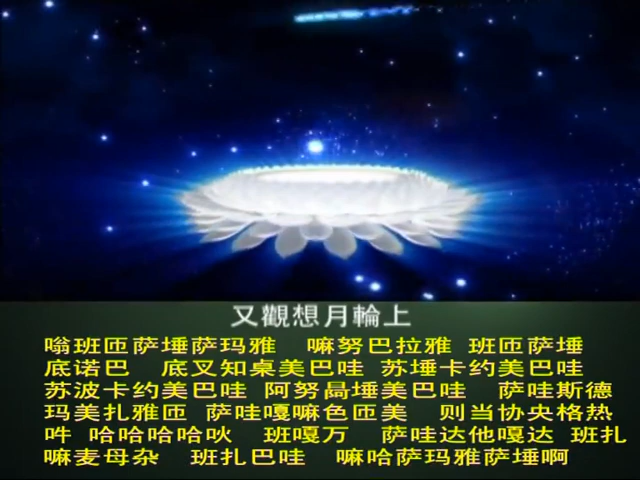 又觀想月輪上
嗡班匝萨埵萨玛雅 嘛努巴拉雅 班匝萨埵
底诺巴 底叉知桌美巴哇 苏埵卡约美巴哇
苏波卡约美巴哇 阿努曷埵美巴哇 萨哇斯德
玛美扎雅匝 萨哇嘎嘛色匝美 则当协央格热
吽 哈哈哈哈吙 班嘎万 萨哇达他嘎达 班扎
嘛麦母杂 班扎巴哇 嘛哈萨玛雅萨埵啊